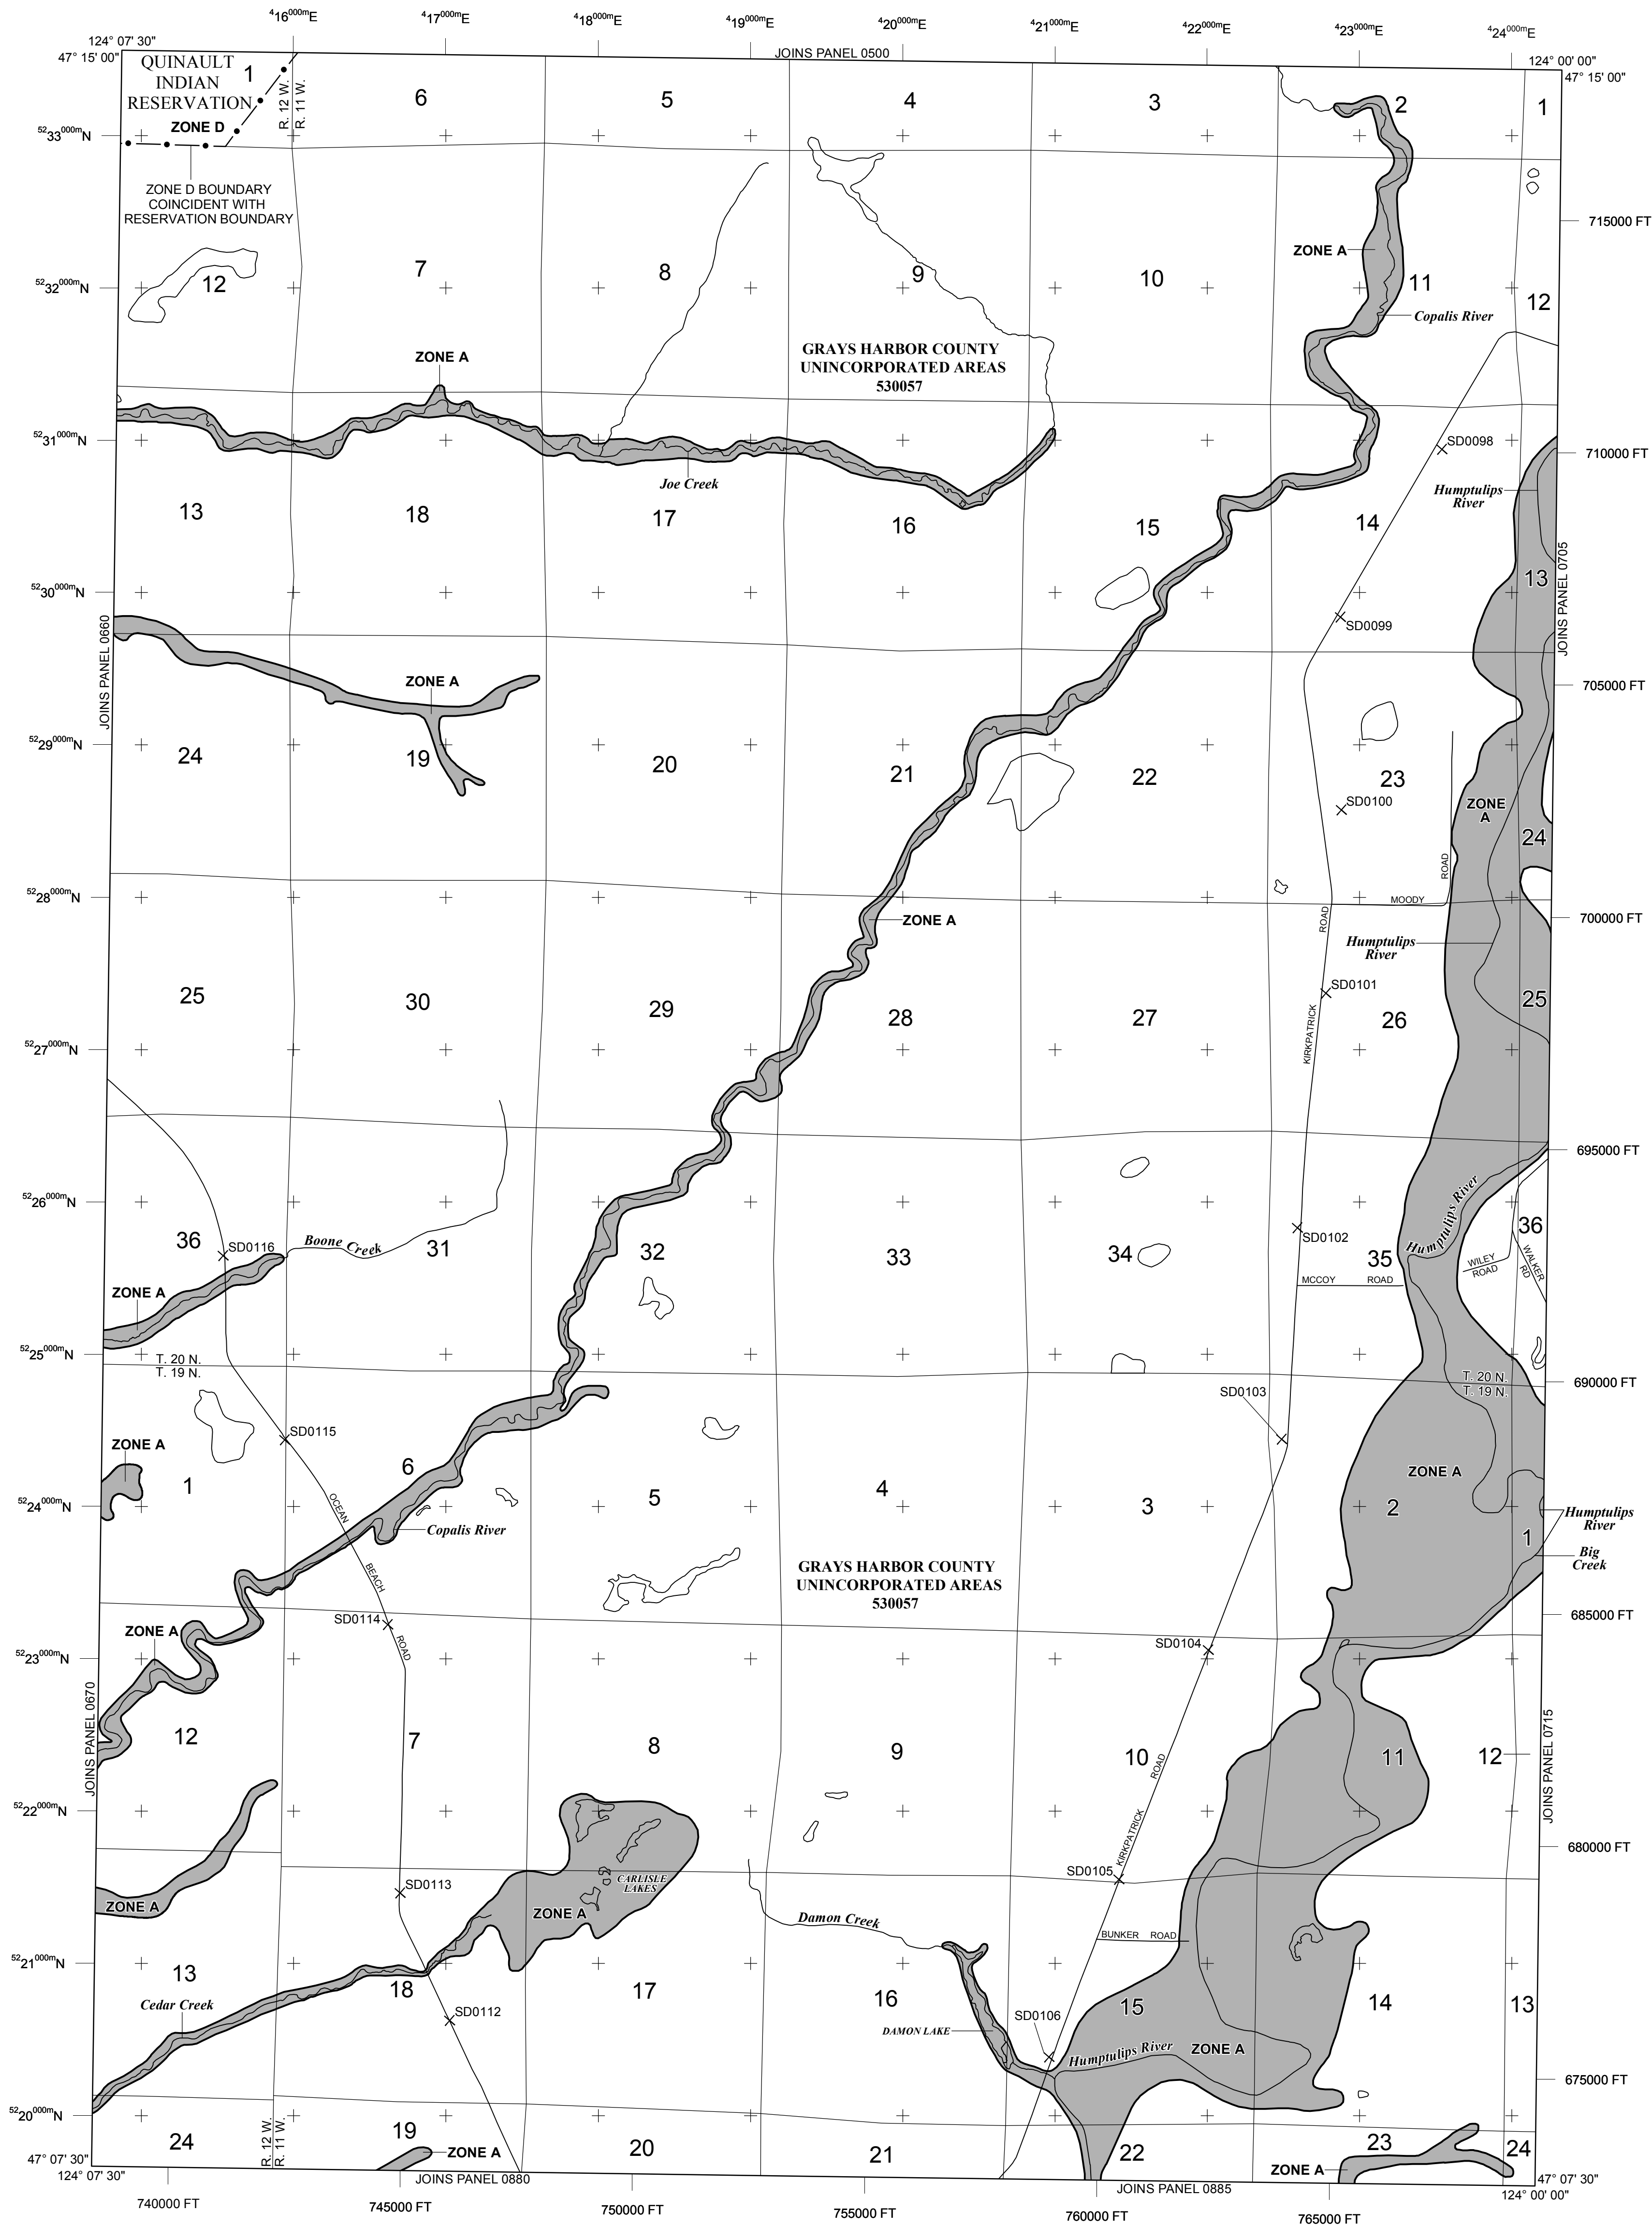 416000mE
417000mE
418000mE
419000mE
420000mE
421000mE
422000mE
423000mE
424000mE
124° 07' 30"
47° 15' 00"
JOINS PANEL 0500
124° 00' 00"
47° 15' 00"
QUINAULT
INDIAN
RESERVATION
1
R. 12 W.
R. 11 W.
6
5
4
3
2
1
ZONE D
5233000mN
ZONE D BOUNDARY
COINCIDENT WITH
RESERVATION BOUNDARY
715000 FT
ZONE A
12
7
8
9
10
11
12
5232000mN
Copalis River
GRAYS HARBOR COUNTY
UNINCORPORATED AREAS
530057
ZONE A
5231000mN
SD0098
710000 FT
Joe Creek
Humptulips
River
13
18
17
16
15
14
13
JOINS PANEL 0705
5230000mN
SD0099
JOINS PANEL 0660
ZONE A
705000 FT
5229000mN
24
19
20
21
22
23
24
SD0100
ZONE
A
ROAD
5228000mN
MOODY
ZONE A
ROAD
700000 FT
Humptulips
River
SD0101
25
30
29
28
27
26
25
KIRKPATRICK
5227000mN
695000 FT
5226000mN
Humptulips River
36
SD0116
Boone Creek
31
32
33
34
35
36
SD0102
WILEY
ROAD
WALKER
RD
MCCOY ROAD
ZONE A
5225000mN
T. 20 N.
T. 19 N.
T. 20 N.
T. 19 N.
690000 FT
SD0103
SD0115
ZONE A
1
6
5
4
3
2
1
ZONE A
5224000mN
OCEAN
Copalis River
Humptulips
River
Big
Creek
BEACH
GRAYS HARBOR COUNTY
UNINCORPORATED AREAS
530057
685000 FT
SD0114
ROAD
ZONE A
SD0104
5223000mN
JOINS PANEL 0670
12
7
8
9
10
11
12
ROAD
JOINS PANEL 0715
5222000mN
KIRKPATRICK
680000 FT
SD0105
SD0113
CARLISLE
LAKES
ZONE A
ZONE A
Damon Creek
BUNKER ROAD
5221000mN
13
18
17
16
15
14
13
Cedar Creek
SD0112
SD0106
DAMON LAKE
Humptulips River
ZONE A
675000 FT
5220000mN
R. 12 W.
R. 11 W.
24
19
20
21
22
23
24
ZONE A
ZONE A
47° 07' 30"
124° 07' 30"
JOINS PANEL 0880
JOINS PANEL 0885
47° 07' 30"
124° 00' 00"
740000 FT
745000 FT
750000 FT
755000 FT
760000 FT
765000 FT